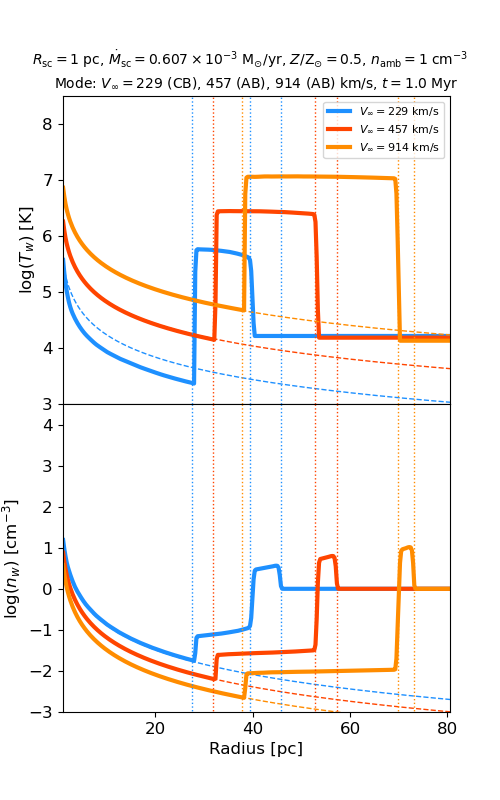 R_sc = 1 pc, Ṁ_sc = 0.607 × 10⁻³ M_⊙/yr, Z/Z_⊙ = 0.5, n_amb = 1 cm⁻³
Mode: V_∞ = 229 (CB), 457 (AB), 914 (AB) km/s, t = 1.0 Myr
V_∞ = 229 km/s
V_∞ = 457 km/s
V_∞ = 914 km/s
log(T_w) [K]
8
7
6
5
4
3
log(n_w) [cm⁻³]
4
3
2
1
0
−1
−2
−3
20
40
60
80
Radius [pc]